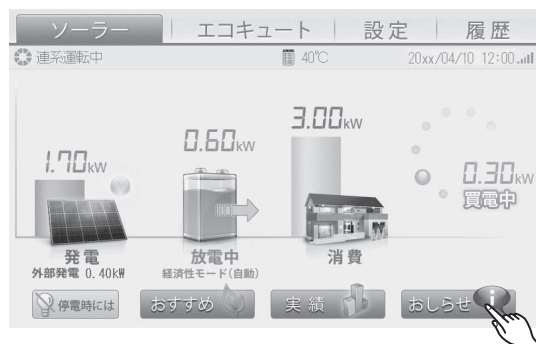 ソーラー エコキュート 設定 履歴
連系運転中 40℃ 20xx/04/10 12:00
3.00kW
0.60kW
1.70kW
0.30kW
買電中
発電 放電中 消費
外部発電 0.40kW 経済性モード(自動)
停電時には おすすめ 実績 おしらせ i